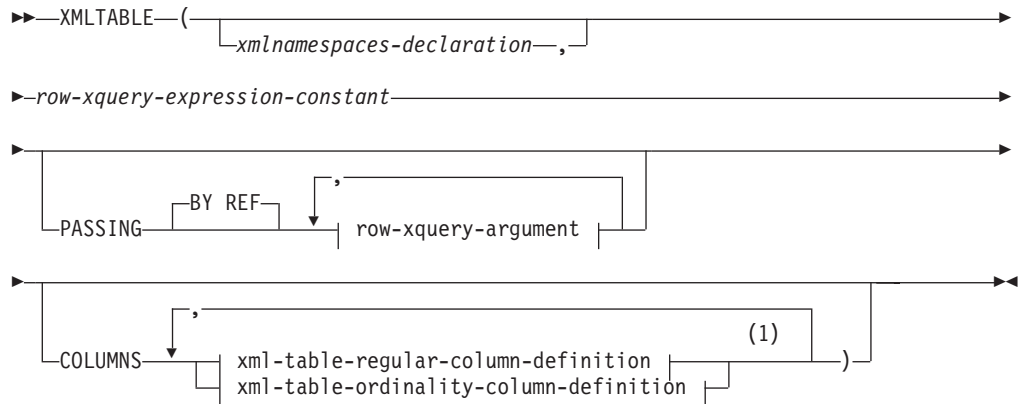 XMLTABLE (
xmlnamespaces-declaration ,
row-xquery-expression-constant
,
BY REF
PASSING row-xquery-argument
,
(1)
COLUMNS xml-table-regular-column-definition )
xml-table-ordinality-column-definition